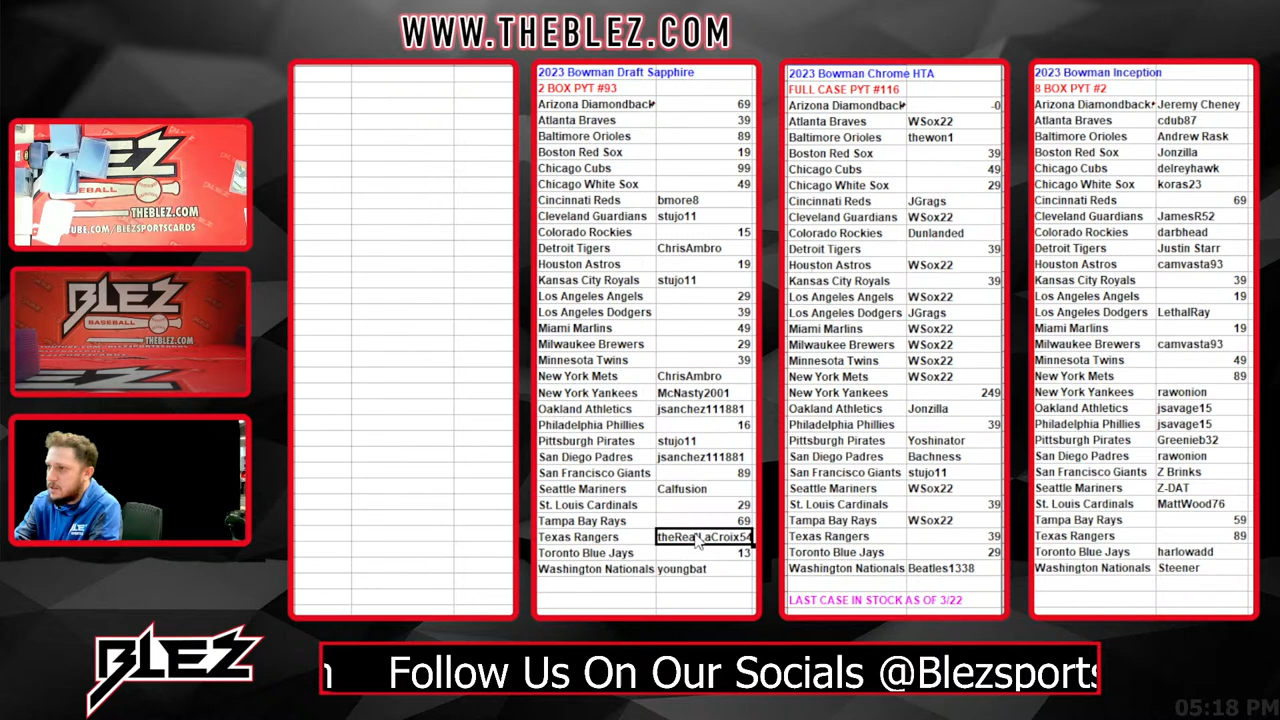 WWW.THEBLEZ.COM
BLEZ
BASEBALL
THEBLEZ.COM
TUBE.COM/BLEZSPORTSCARDS
BLEZ
BASEBALL
THEBLEZ.COM
2023 Bowman Draft Sapphire
2 BOX PYT #93
Arizona Diamondback 69
Atlanta Braves 39
Baltimore Orioles 89
Boston Red Sox 19
Chicago Cubs 99
Chicago White Sox 49
Cincinnati Reds bmore8
Cleveland Guardians stujo11
Colorado Rockies 15
Detroit Tigers ChrisAmbro
Houston Astros 19
Kansas City Royals stujo11
Los Angeles Angels 29
Los Angeles Dodgers 39
Miami Marlins 49
Milwaukee Brewers 29
Minnesota Twins 39
New York Mets ChrisAmbro
New York Yankees McNasty2001
Oakland Athletics jsanchez111881
Philadelphia Phillies 16
Pittsburgh Pirates stujo11
San Diego Padres jsanchez111881
San Francisco Giants 89
Seattle Mariners Calfusion
St. Louis Cardinals 29
Tampa Bay Rays 69
Texas Rangers theRealLaCroix54
Toronto Blue Jays 13
Washington Nationals youngbat
2023 Bowman Chrome HTA
FULL CASE PYT #116
Arizona Diamondback -0
Atlanta Braves WSox22
Baltimore Orioles thewon1
Boston Red Sox 39
Chicago Cubs 49
Chicago White Sox 29
Cincinnati Reds JGrags
Cleveland Guardians WSox22
Colorado Rockies Dunlanded
Detroit Tigers 39
Houston Astros WSox22
Kansas City Royals 39
Los Angeles Angels WSox22
Los Angeles Dodgers JGrags
Miami Marlins WSox22
Milwaukee Brewers WSox22
Minnesota Twins WSox22
New York Mets WSox22
New York Yankees 249
Oakland Athletics Jonzilla
Philadelphia Phillies 39
Pittsburgh Pirates Yoshinator
San Diego Padres Bachness
San Francisco Giants stujo11
Seattle Mariners WSox22
St. Louis Cardinals 39
Tampa Bay Rays WSox22
Texas Rangers 39
Toronto Blue Jays 29
Washington Nationals Beatles1338
LAST CASE IN STOCK AS OF 3/22
2023 Bowman Inception
8 BOX PYT #2
Arizona Diamondback Jeremy Cheney
Atlanta Braves cdub87
Baltimore Orioles Andrew Rask
Boston Red Sox Jonzilla
Chicago Cubs delreyhawk
Chicago White Sox koras23
Cincinnati Reds 69
Cleveland Guardians JamesR52
Colorado Rockies darbhead
Detroit Tigers Justin Starr
Houston Astros camvasta93
Kansas City Royals 39
Los Angeles Angels 19
Los Angeles Dodgers LethalRay
Miami Marlins 19
Milwaukee Brewers camvasta93
Minnesota Twins 49
New York Mets 89
New York Yankees rawonion
Oakland Athletics jsavage15
Philadelphia Phillies jsavage15
Pittsburgh Pirates Greenieb32
San Diego Padres rawonion
San Francisco Giants Z Brinks
Seattle Mariners Z-DAT
St. Louis Cardinals MattWood76
Tampa Bay Rays 59
Texas Rangers 89
Toronto Blue Jays harlowadd
Washington Nationals Steener
BLEZ
Follow Us On Our Socials @Blezsports
05:18 PM